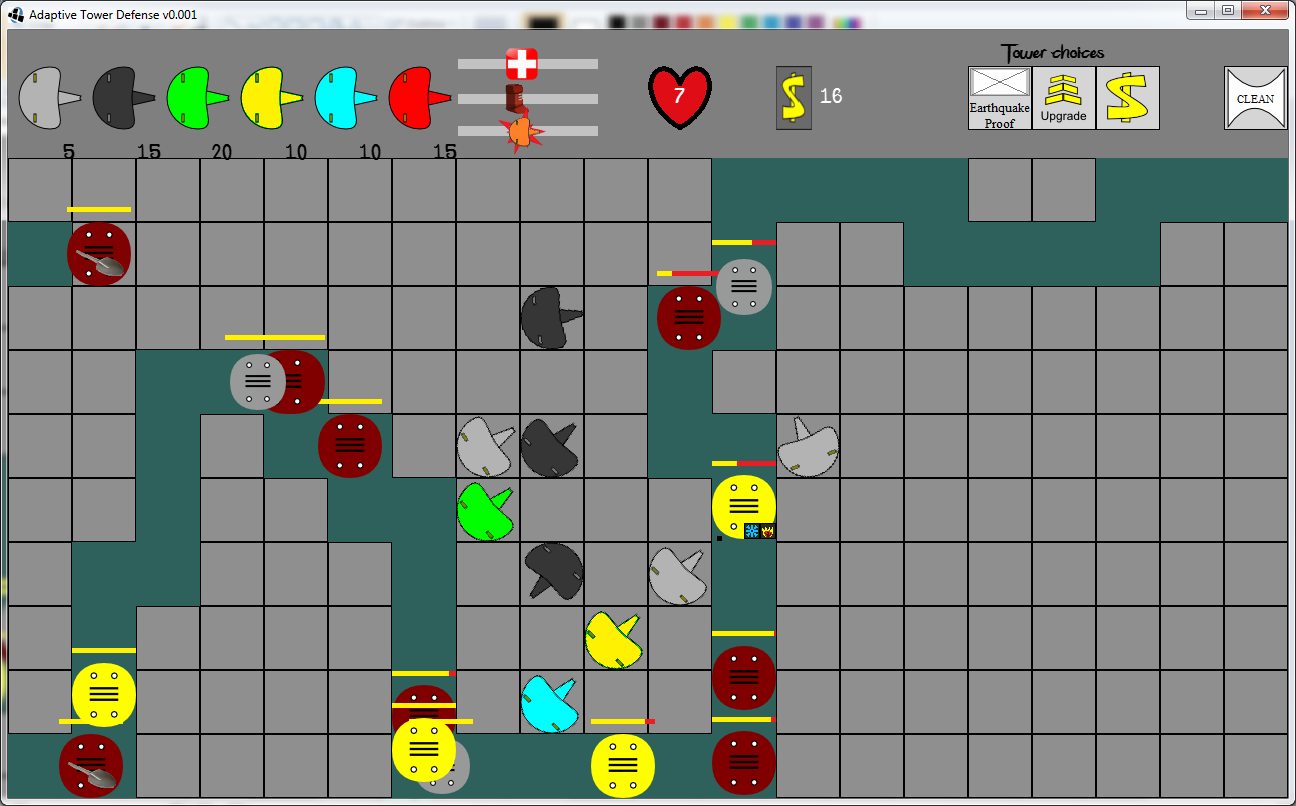 Adaptive Tower Defense v0.001
Tower choices
7
16
Earthquake
Proof
Upgrade
CLEAN
5 15 20 10 10 15